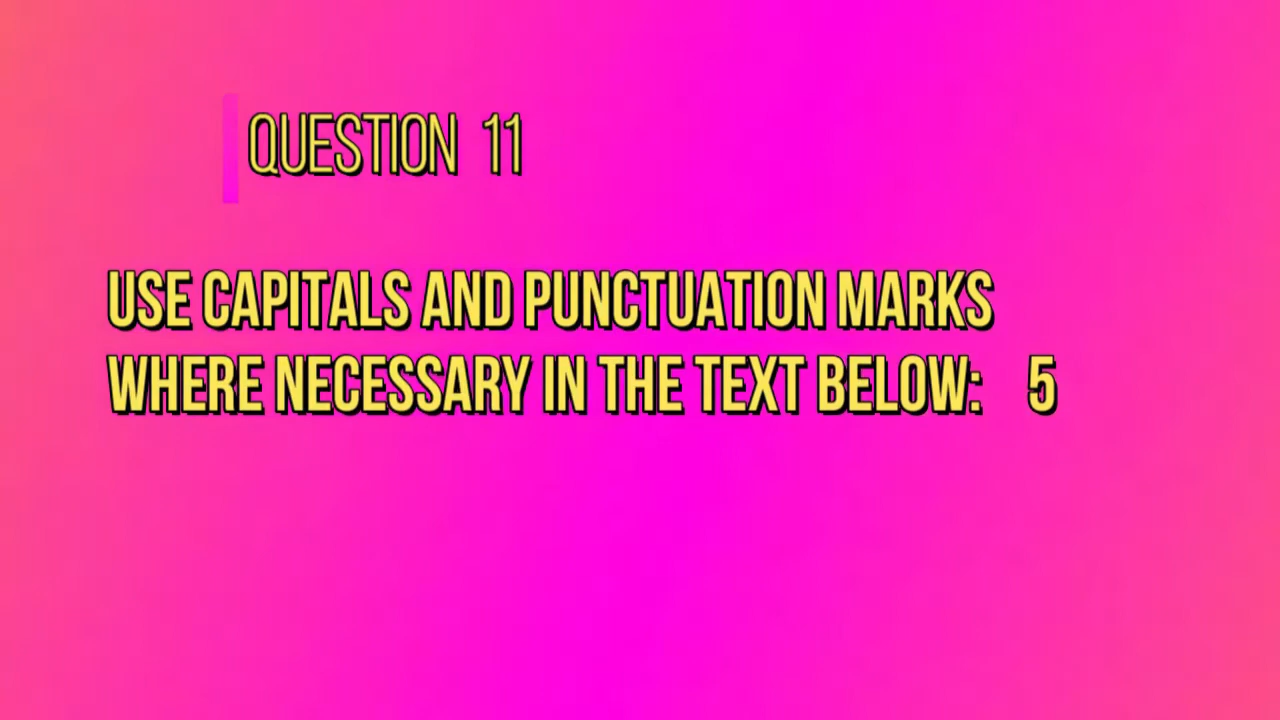 QUESTION 11
USE CAPITALS AND PUNCTUATION MARKS
WHERE NECESSARY IN THE TEXT BELOW: 5